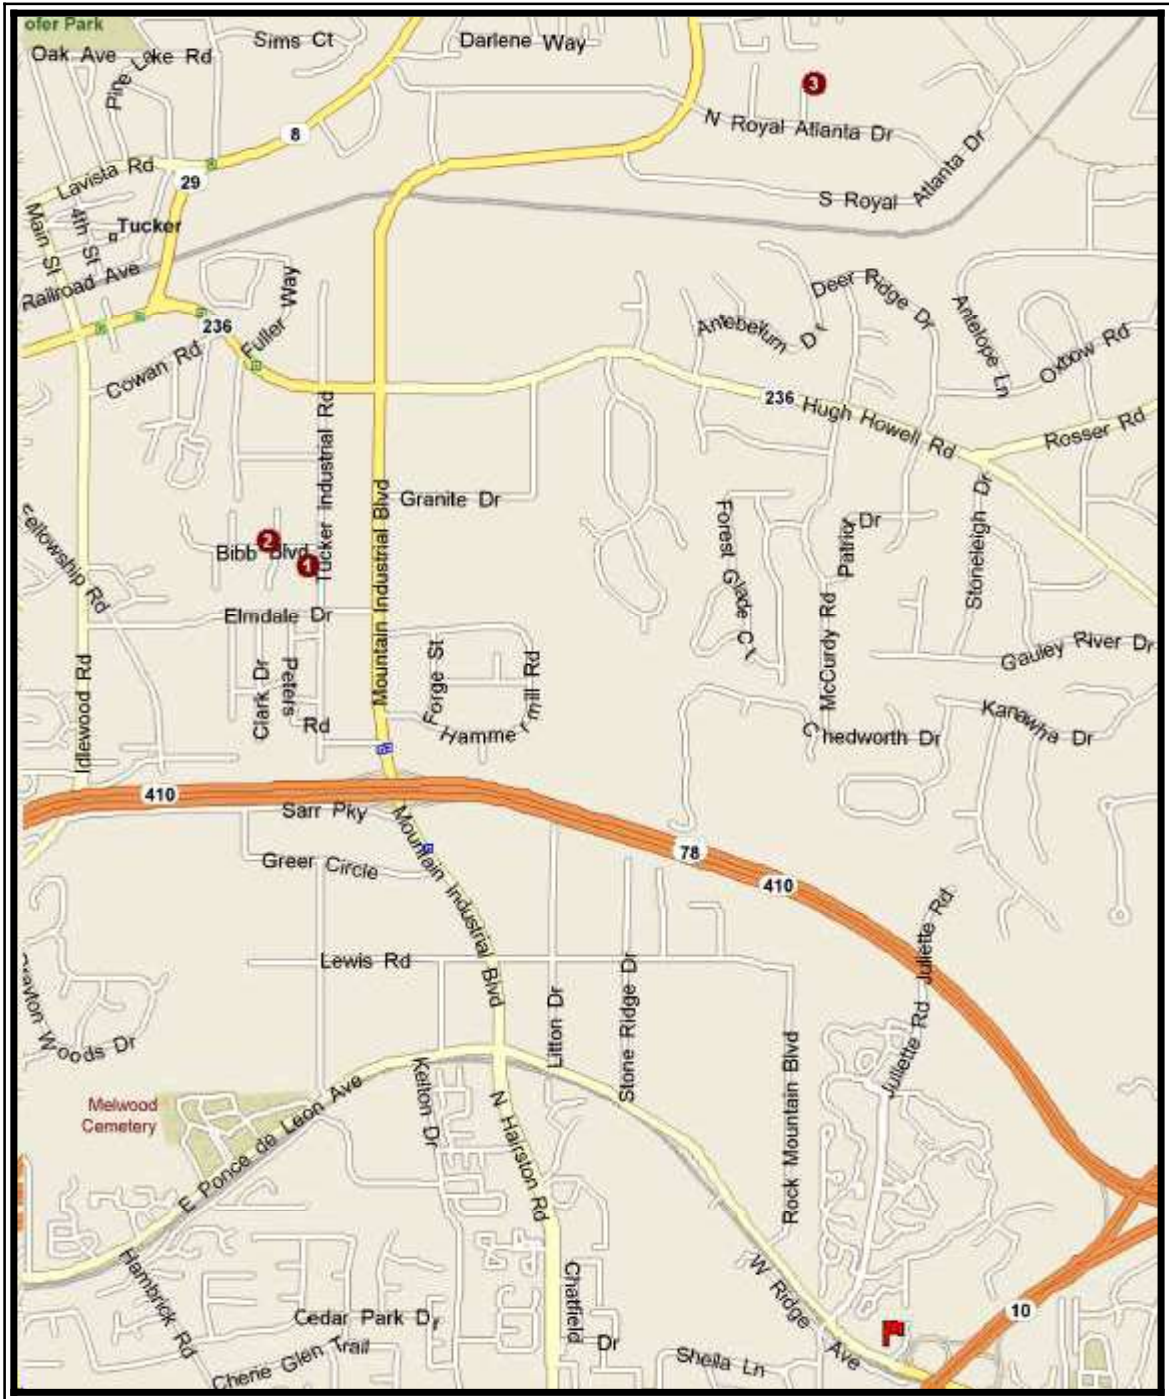 ofer Park
Sims Ct
Darlene Way
Oak Ave
Lake Rd
Pine
3
N Royal Atlanta Dr
8
Lavista Rd
29
Atlanta Dr
S Royal
Main St
4th St
Tucker
Railroad Ave
Fuller Way
Deer Ridge Dr
Antelope Ln
236
Antebellum Dr
Oxbow Rd
Cowan Rd
236
Hugh Howell Rd
Rosser Rd
Tucker Industrial Rd
Mountain Industrial Blvd
Granite Dr
Forest Glade Ct
Patrix Dr
Stoneleigh Dr
Fellowship Rd
2
Bibb Blvd
1
Elmdale Dr
McCurdy Rd
Gauley River Dr
Idlewood Rd
Clark Dr
Peters
Rd
Forge St
Hammermill Rd
Chedworth Dr
Kanawha Dr
410
Sarr Pky
78
410
Greer Circle
Mountain Industrial Blvd
Juliette Rd
Lewis Rd
Litton Dr
Stone Ridge Dr
Juliette Rd
Woods Dr
Rock Mountain Blvd
Melwood
Cemetery
E Ponce de Leon Ave
Kelton Dr
N Hairston Rd
Hambrick Rd
W Ridge Ave
Chatfield Dr
10
Cedar Park Dr
Cherie Glen Trail
Sheila Ln